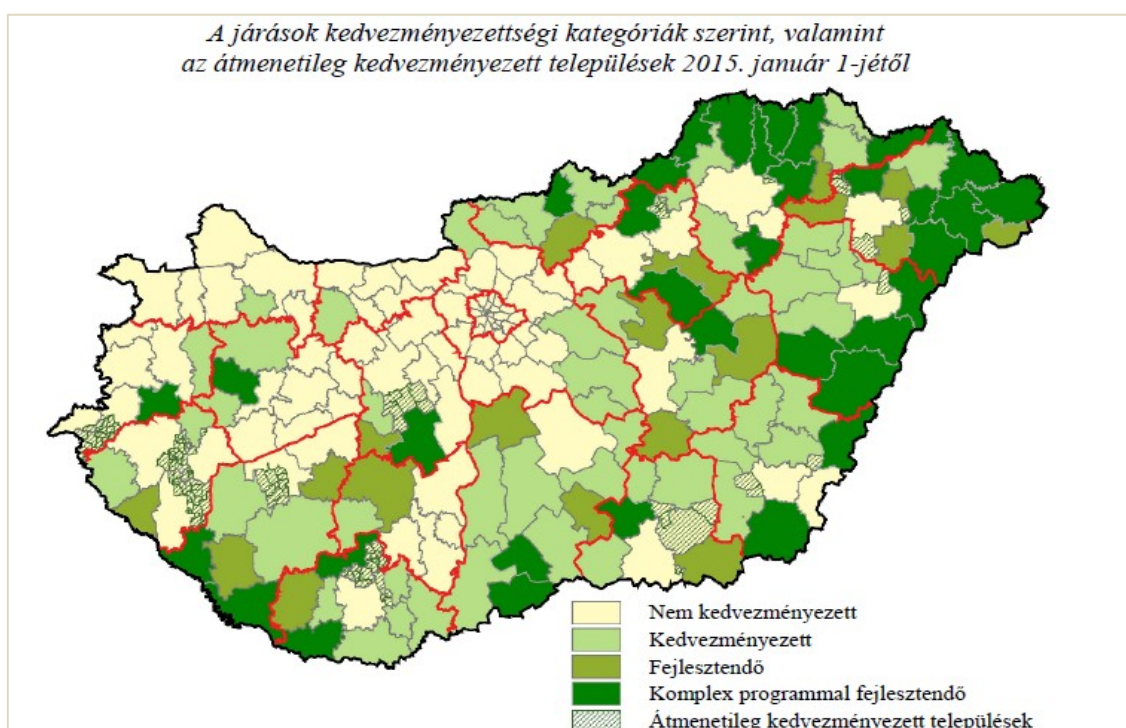 A járások kedvezményezettségi kategóriák szerint, valamint
az átmenetileg kedvezményezett települések 2015. január 1-jétől
Nem kedvezményezett
Kedvezményezett
Fejlesztendő
Komplex programmal fejlesztendő
Átmenetileg kedvezményezett települések